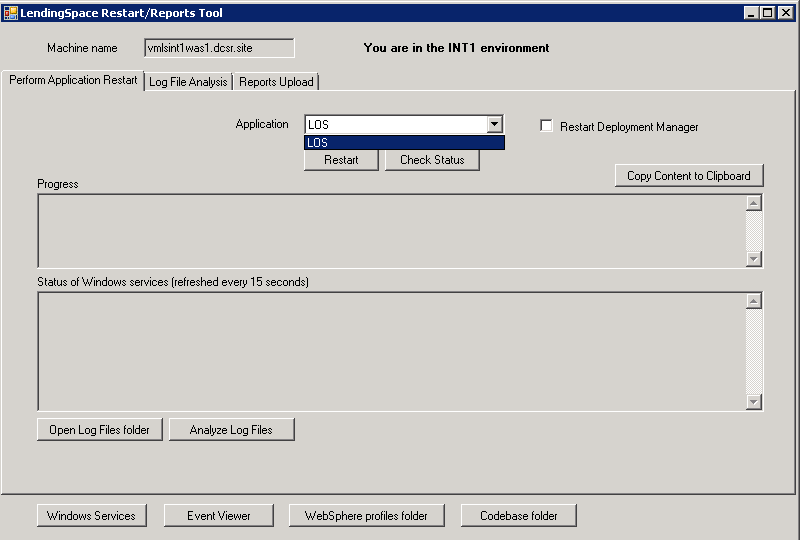 LendingSpace Restart/Reports Tool
Machine name vmlsint1was1.dcsr.site You are in the INT1 environment
Perform Application Restart Log File Analysis Reports Upload
Application LOS Restart Deployment Manager
LOS
Restart Check Status
Copy Content to Clipboard
Progress
Status of Windows services (refreshed every 15 seconds)
Open Log Files folder Analyze Log Files
Windows Services Event Viewer WebSphere profiles folder Codebase folder